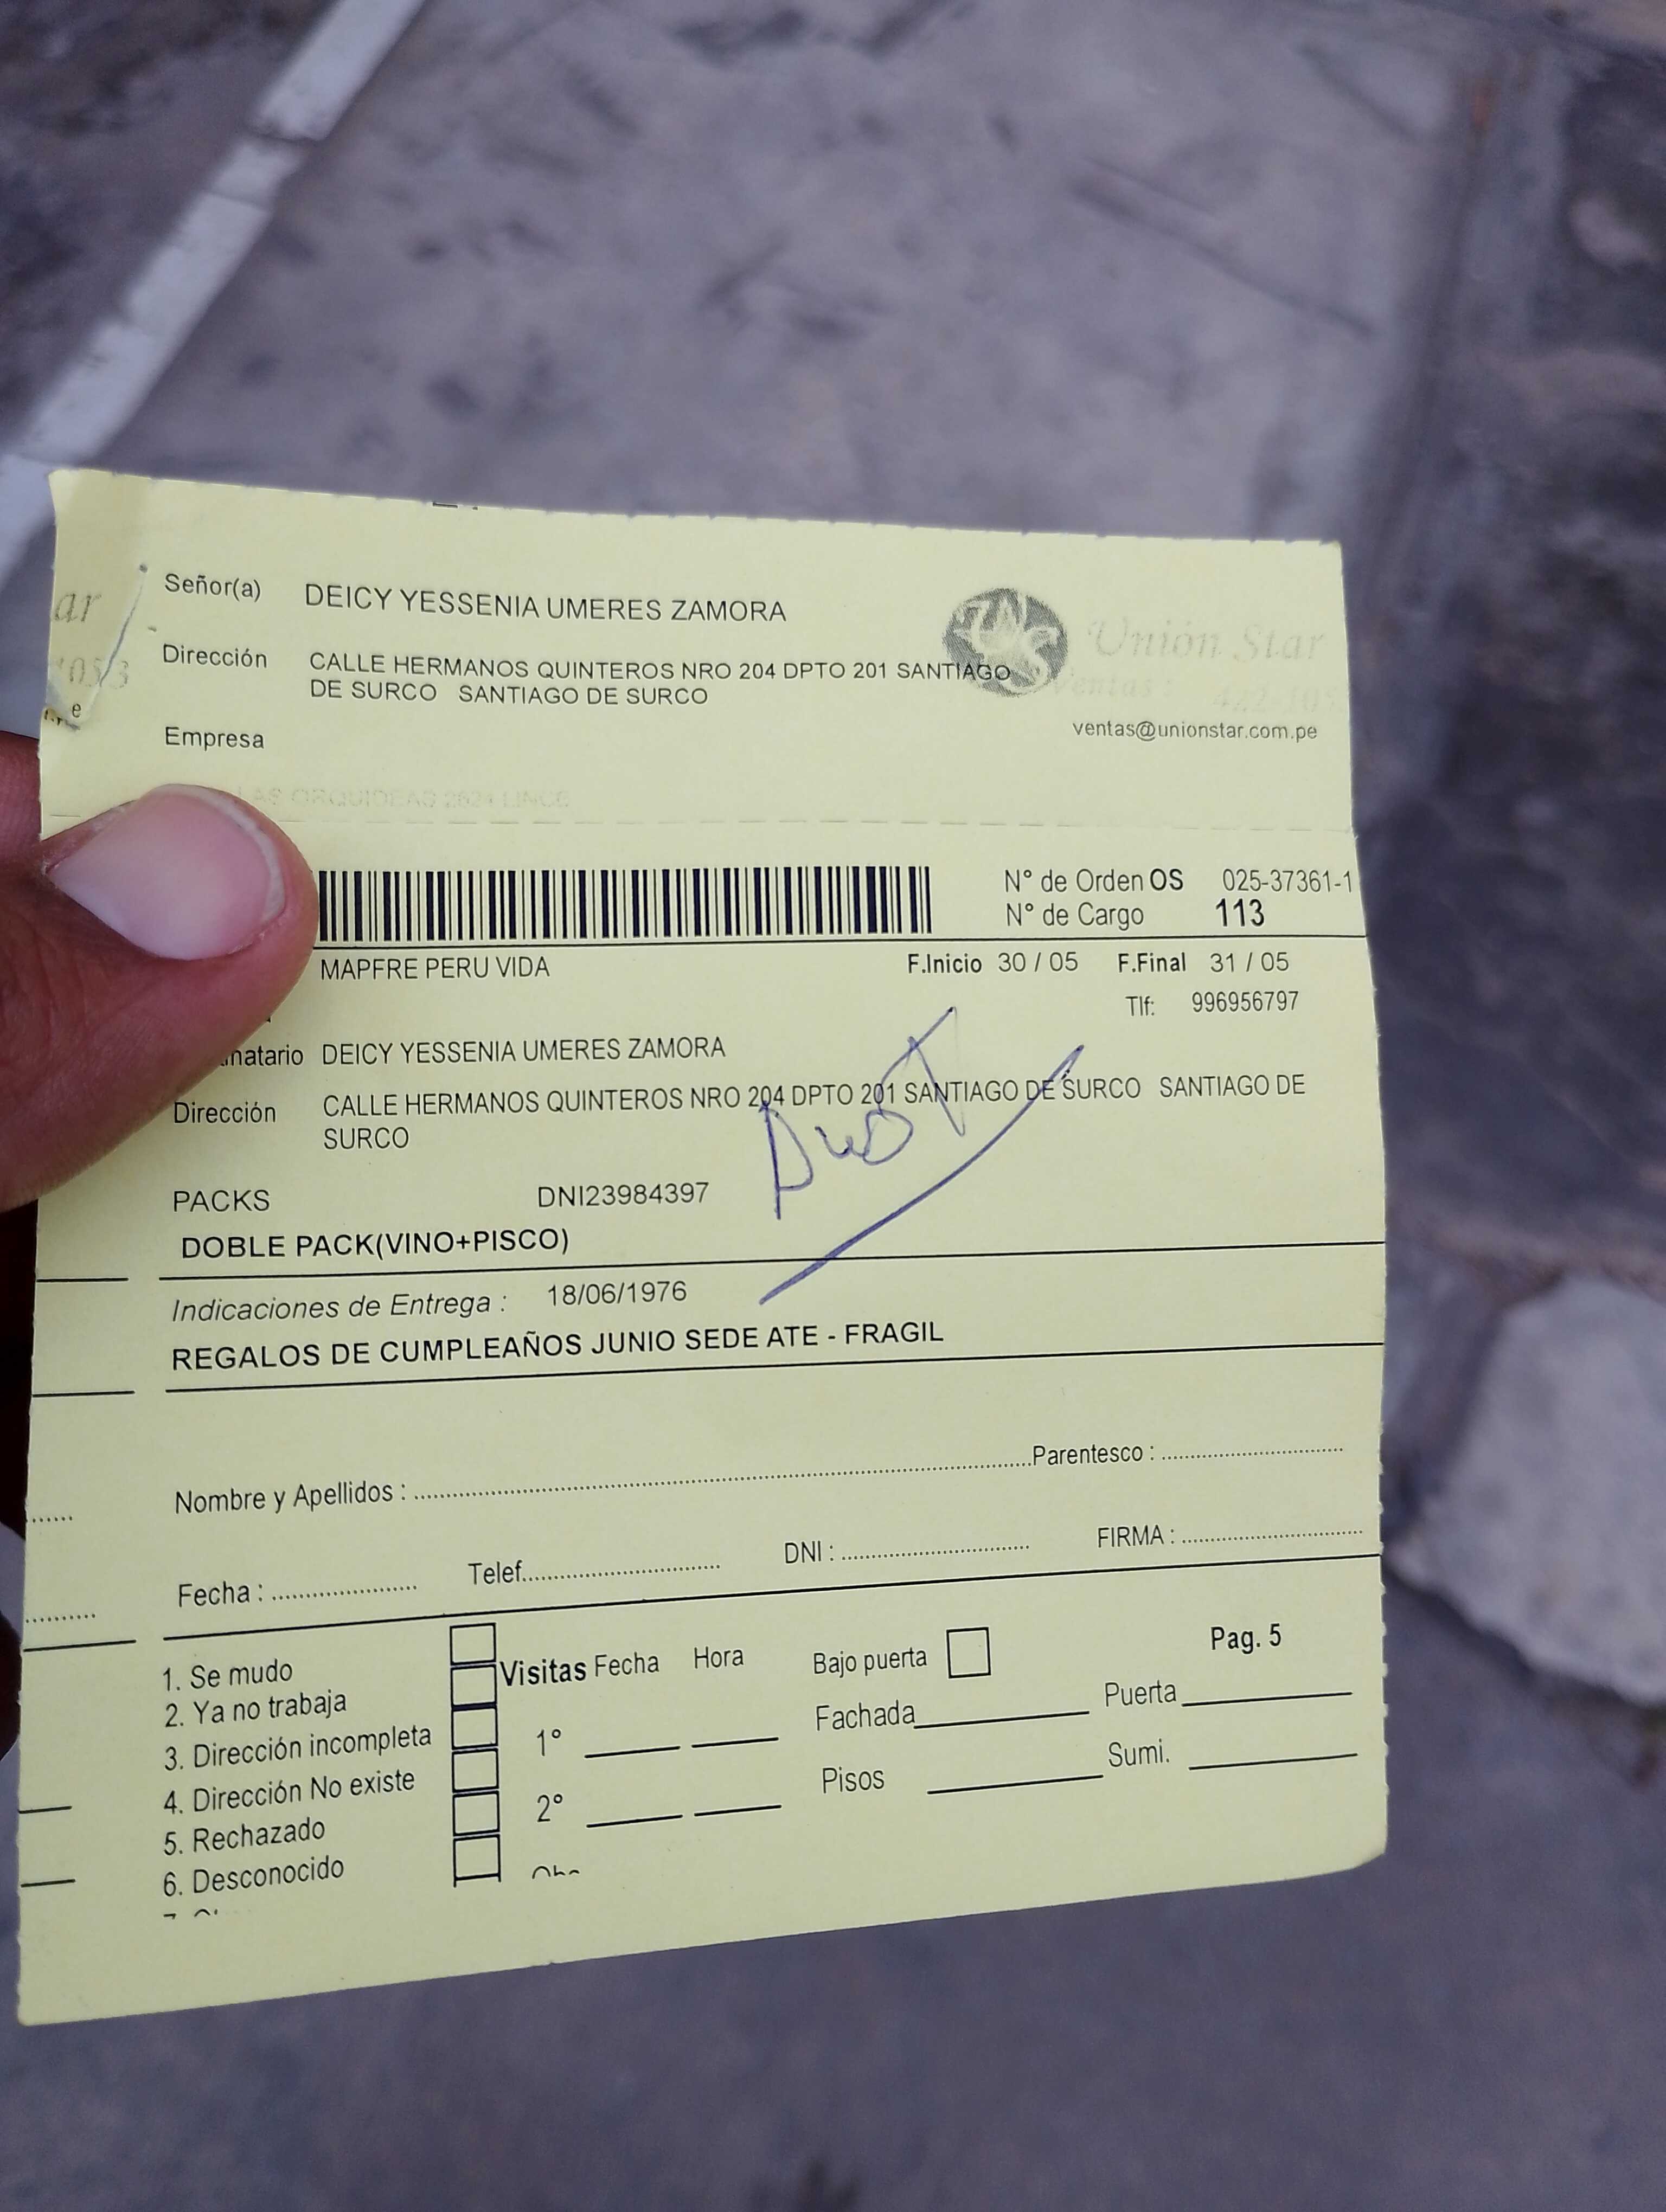 Señor(a) DEICY YESSENIA UMERES ZAMORA
Unión Star
Dirección CALLE HERMANOS QUINTEROS NRO 204 DPTO 201 SANTIAGO
DE SURCO SANTIAGO DE SURCO
Ventas :
ventas@unionstar.com.pe
Empresa
LAS ORQUIDEAS LINCE
N° de Orden OS 025-37361-1
N° de Cargo 113
MAPFRE PERU VIDA F.Inicio 30 / 05 F.Final 31 / 05
Tlf: 996956797
DEICY YESSENIA UMERES ZAMORA
Dirección CALLE HERMANOS QUINTEROS NRO 204 DPTO 201 SANTIAGO DE SURCO SANTIAGO DE
SURCO
PACKS DNI23984397
DOBLE PACK(VINO+PISCO)
Indicaciones de Entrega : 18/06/1976
REGALOS DE CUMPLEAÑOS JUNIO SEDE ATE - FRAGIL
Nombre y Apellidos : Parentesco :
Fecha : Telef. DNI : FIRMA :
1. Se mudo
2. Ya no trabaja
3. Dirección incompleta
4. Dirección No existe
5. Rechazado
6. Desconocido
Visitas Fecha Hora
1°
2°
Bajo puerta
Pag. 5
Fachada Puerta
Pisos Sumi.